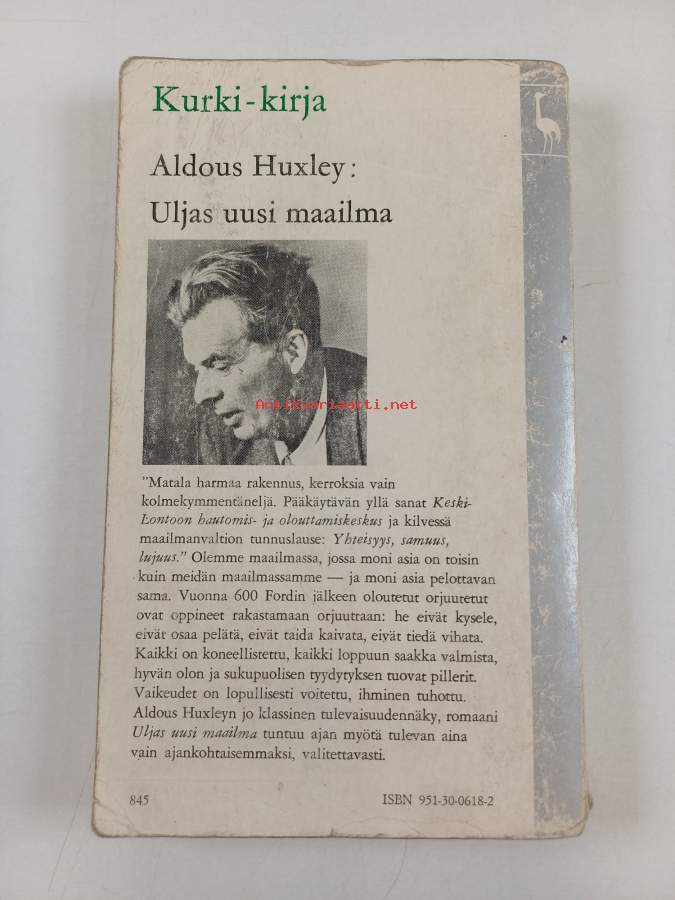 Kurki-kirja
Aldous Huxley:
Uljas uusi maailma
Antikvariaatti.net
"Matala harmaa rakennus, kerroksia vain
kolmekymmentäneljä. Pääkäytävän yllä sanat Keski-
Lontoon hautomis- ja olouttamiskeskus ja kilvessä
maailmanvaltion tunnuslause: Yhteisyys, samuus,
lujuus." Olemme maailmassa, jossa moni asia on toisin
kuin meidän maailmassamme — ja moni asia pelottavan
sama. Vuonna 600 Fordin jälkeen oloutetut orjuutetut
ovat oppineet rakastamaan orjuuttaan: he eivät kysele,
eivät osaa pelätä, eivät taida kaivata, eivät tiedä vihata.
Kaikki on koneellistettu, kaikki loppuun saakka valmista,
hyvän olon ja sukupuolisen tyydytyksen tuovat pillerit.
Vaikeudet on lopullisesti voitettu, ihminen tuhottu.
Aldous Huxleyn jo klassinen tulevaisuudennäky, romaani
Uljas uusi maailma tuntuu ajan myötä tulevan aina
vain ajankohtaisemmaksi, valitettavasti.
845 ISBN 951-30-0618-2